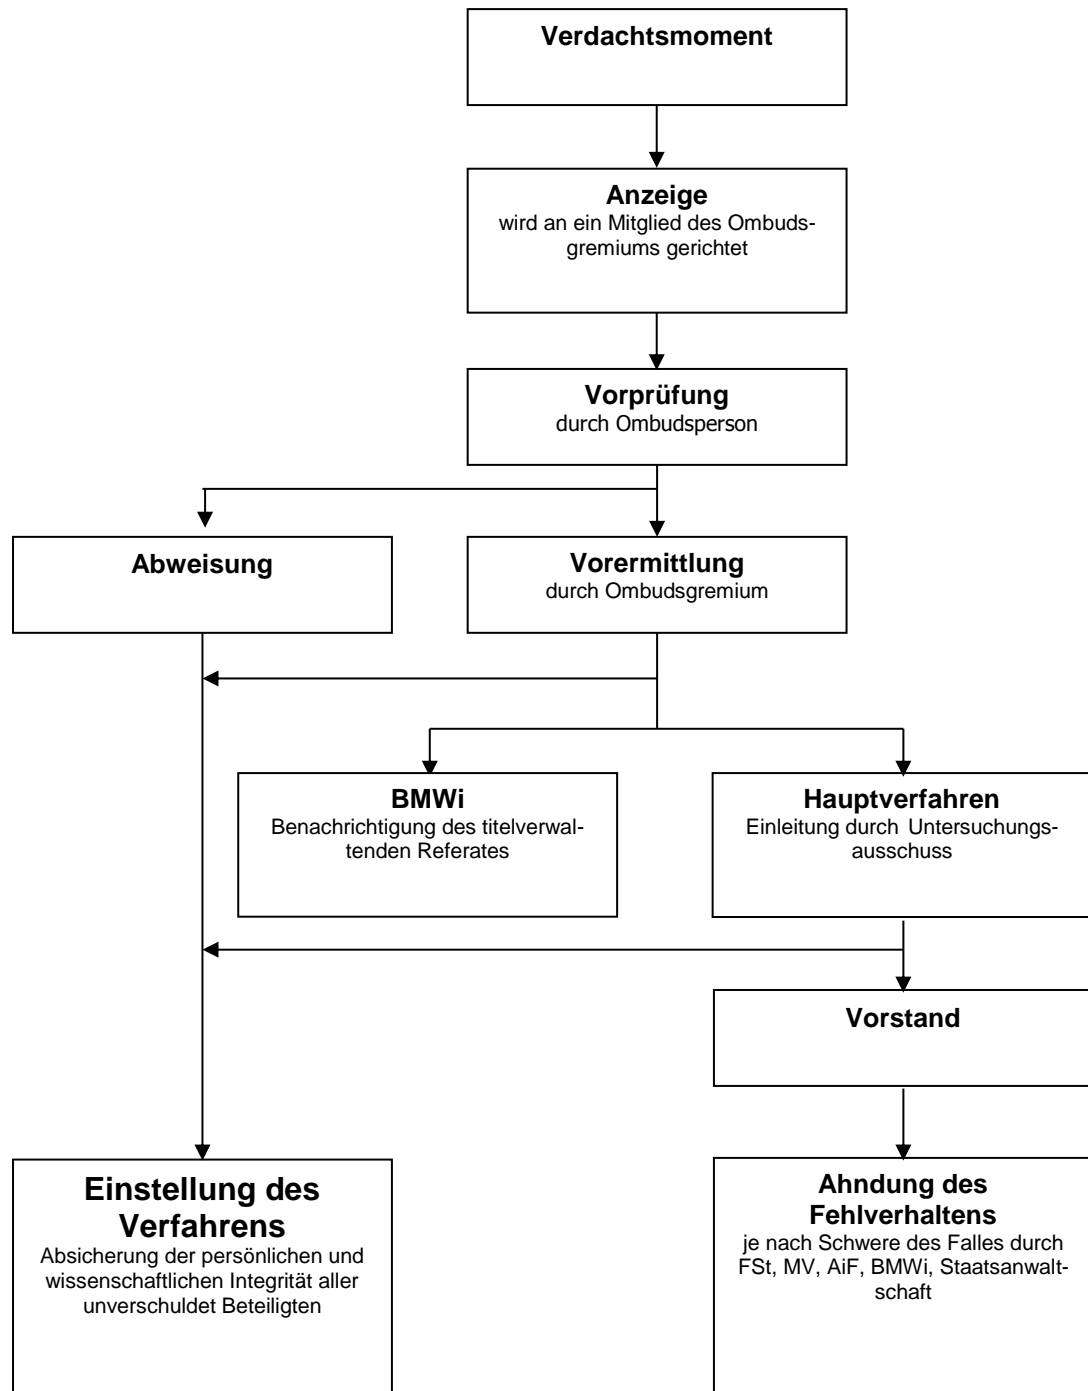 Verdachtsmoment
Anzeige
wird an ein Mitglied des Ombuds-
gremiums gerichtet
Vorprüfung
durch Ombudsperson
Abweisung
Vorermittlung
durch Ombudsgremium
BMWi
Benachrichtigung des titelverwal-
tenden Referates
Hauptverfahren
Einleitung durch Untersuchungs-
ausschuss
Vorstand
Einstellung des
Verfahrens
Absicherung der persönlichen und
wissenschaftlichen Integrität aller
unverschuldet Beteiligten
Ahndung des
Fehlverhaltens
je nach Schwere des Falles durch
FSt, MV, AiF, BMWi, Staatsanwalt-
schaft